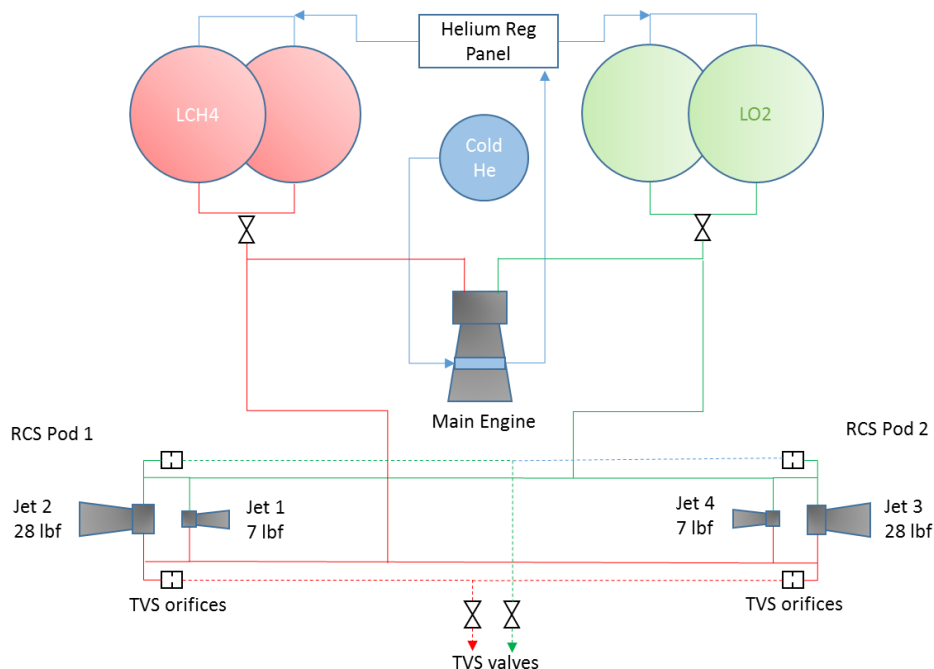 Helium Reg
Panel
LCH4
LO2
Cold
He
Main Engine
RCS Pod 1
RCS Pod 2
Jet 2
28 lbf
Jet 1
7 lbf
Jet 4
7 lbf
Jet 3
28 lbf
TVS orifices
TVS orifices
TVS valves